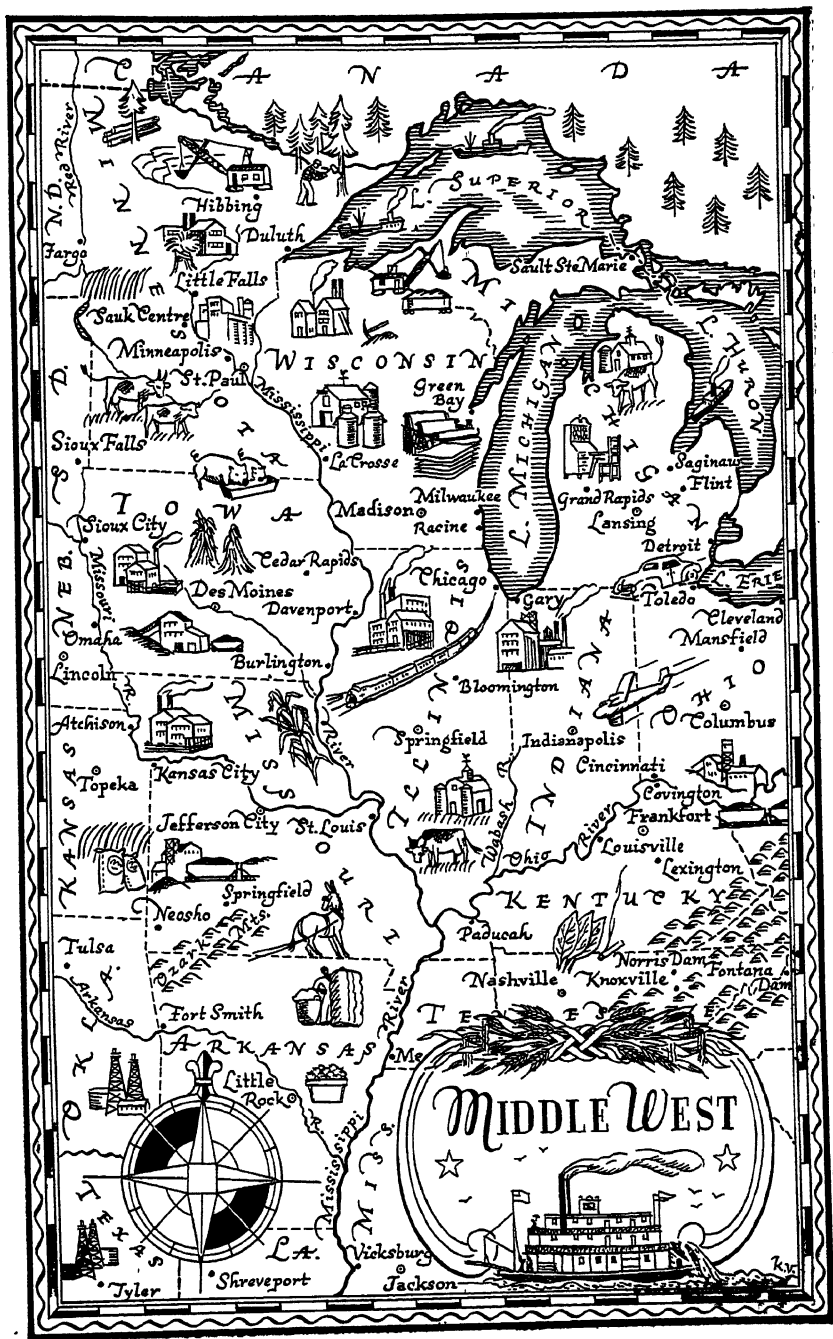 CANADA
MINNESOTA
N.D.
Red River
Hibbing
Duluth
L. SUPERIOR
Fargo
Little Falls
Sault Ste Marie
MICHIGAN
Sauk Centre
Minneapolis
WISCONSIN
L. HURON
St. Paul
Mississippi
River
Green
Bay
L. MICHIGAN
S. D.
Sioux Falls
La Crosse
Saginaw
Flint
Grand Rapids
Milwaukee
Madison
Racine
Lansing
IOWA
Sioux City
Detroit
Cedar Rapids
Chicago
L. ERIE
NEB.
Missouri
R.
Des Moines
Gary
Toledo
Davenport
Cleveland
Mansfield
Omaha
Burlington
Lincoln
ILLINOIS
INDIANA
OHIO
Bloomington
MISSOURI
Atchison
Columbus
Springfield
Indianapolis
Cincinnati
Topeka
Kansas City
Covington
Wabash R.
KANSAS
Jefferson City
St. Louis
Frankfort
Ohio
River
Louisville
Lexington
Springfield
KENTUCKY
Neosho
Ozark Mts.
Paducah
Tulsa
Norris Dam
Fontana
Dam
Nashville
Knoxville
OKLA.
Arkansas
R.
River
Fort Smith
ARKANSAS
Me
Little
Rock
MIDDLE WEST
Mississippi
MISS.
TEXAS
LA.
Vicksburg
Tyler
Shreveport
Jackson
K.V.